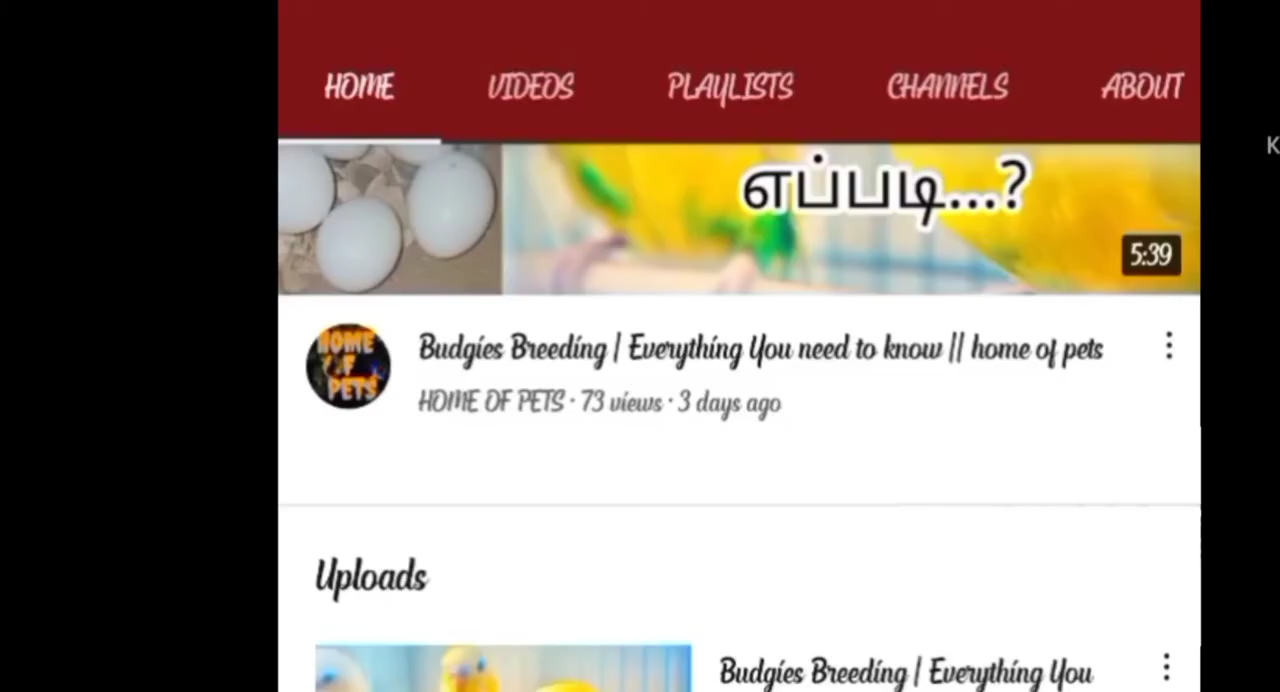 HOME VIDEOS PLAYLISTS CHANNELS ABOUT
K
எப்படி...?
5:39
HOME
OF
PETS
Budgies Breeding | Everything You need to know || home of pets
HOME OF PETS · 73 views · 3 days ago
Uploads
Budgies Breeding | Everything You